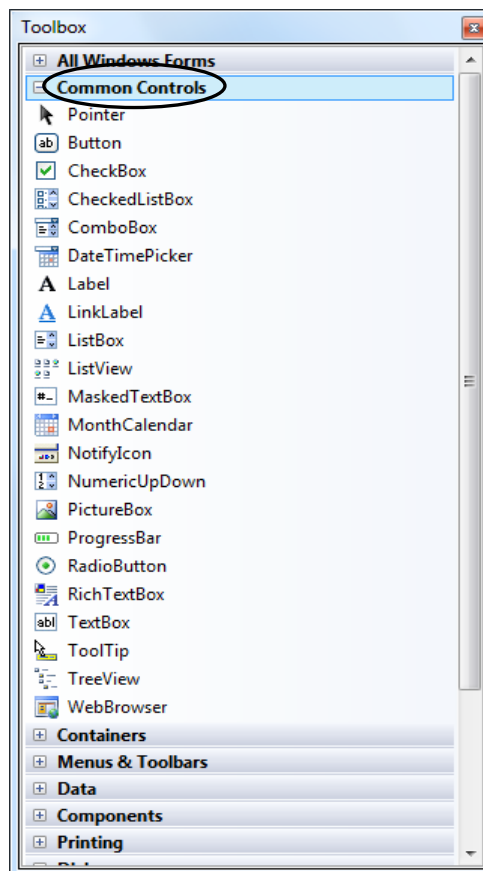 Toolbox
All Windows Forms
Common Controls
Pointer
Button
CheckBox
CheckedListBox
ComboBox
DateTimePicker
Label
LinkLabel
ListBox
ListView
MaskedTextBox
MonthCalendar
NotifyIcon
NumericUpDown
PictureBox
ProgressBar
RadioButton
RichTextBox
TextBox
ToolTip
TreeView
WebBrowser
Containers
Menus & Toolbars
Data
Components
Printing